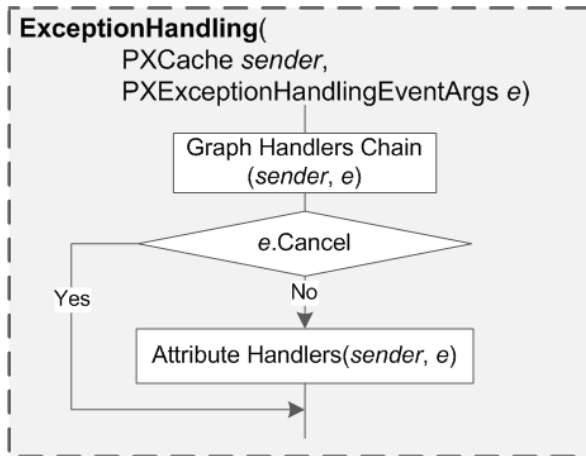 ExceptionHandling(
PXCache sender,
PXExceptionHandlingEventArgs e)
Graph Handlers Chain
(sender, e)
e.Cancel
Yes
No
Attribute Handlers(sender, e)